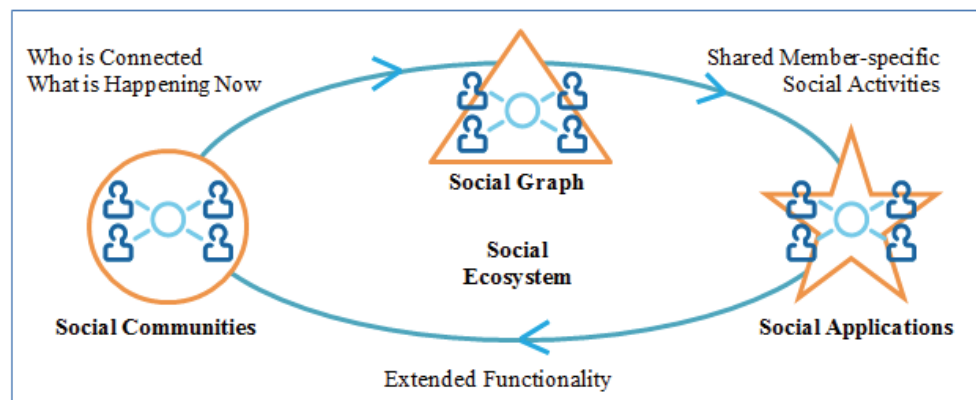 Who is Connected
What is Happening Now
Shared Member-specific
Social Activities
Social Graph
Social
Ecosystem
Social Communities
Social Applications
Extended Functionality